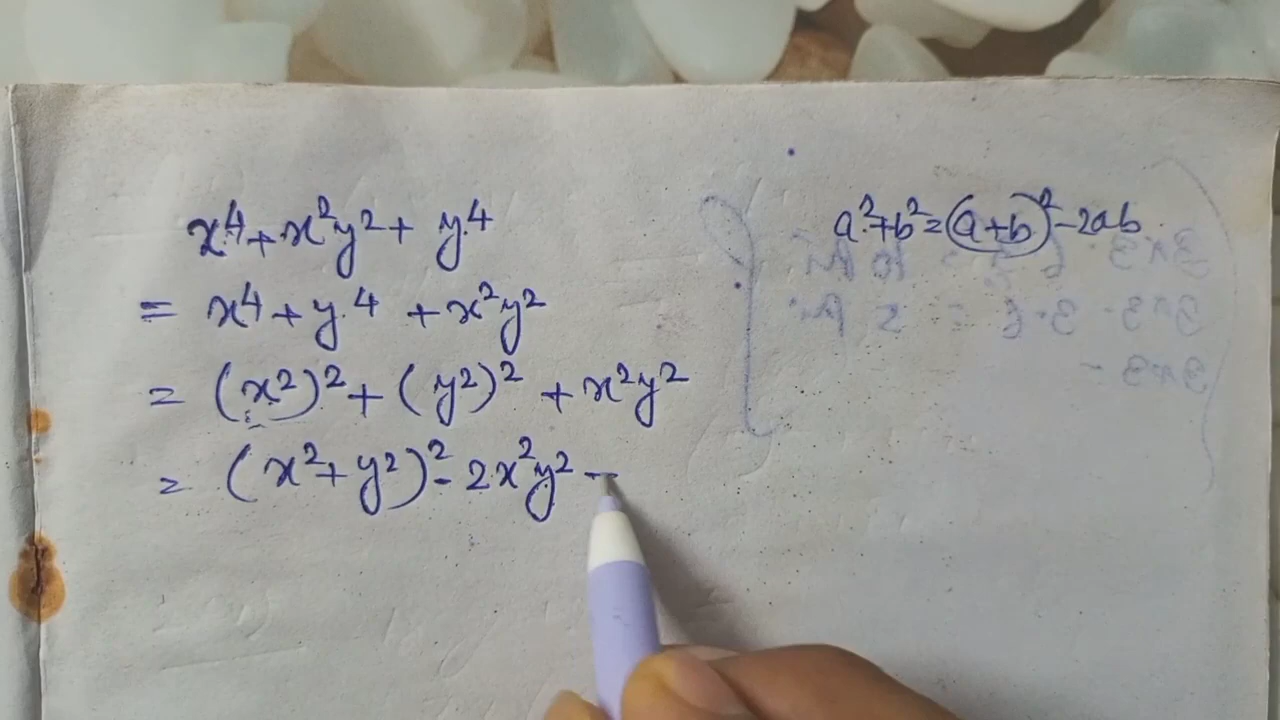 x⁴+x²y²+ y⁴
a²+b²=(a+b)²-2ab
= x⁴+y⁴ +x²y²
= (x²)²+(y²)² +x²y²
= (x²+y²)²-2x²y² -